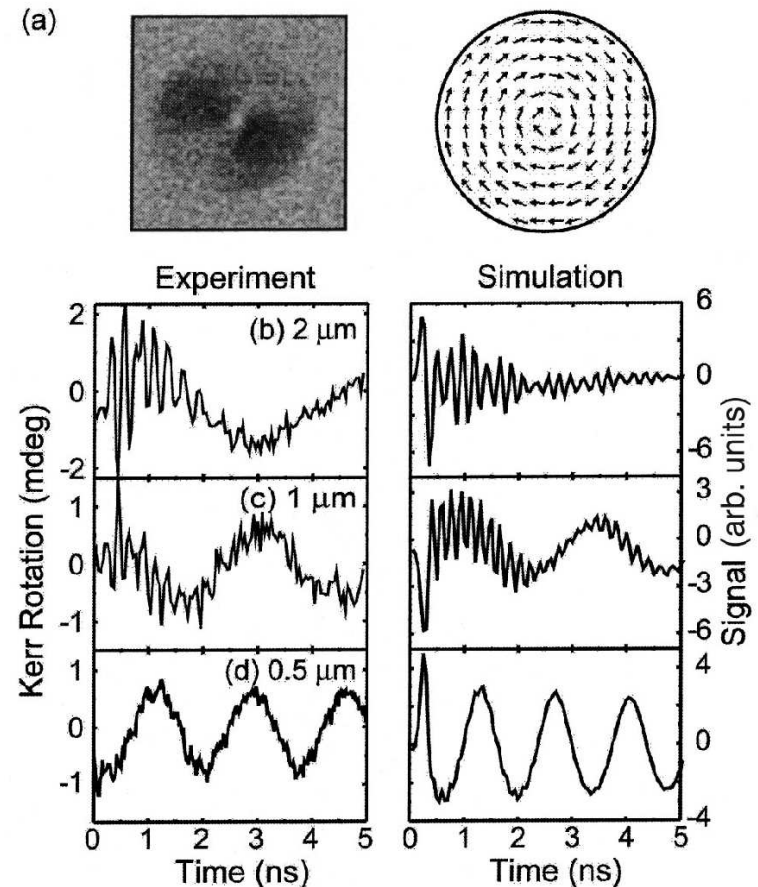 (a)
Experiment
Simulation
Kerr Rotation (mdeg)
2
0
-2
(b) 2 µm
6
0
-6
1
0
-1
(c) 1 µm
3
0
-3
-6
Signal (arb. units)
1
0
-1
(d) 0.5 µm
4
0
-4
0 1 2 3 4 5
0 1 2 3 4 5
Time (ns)
Time (ns)